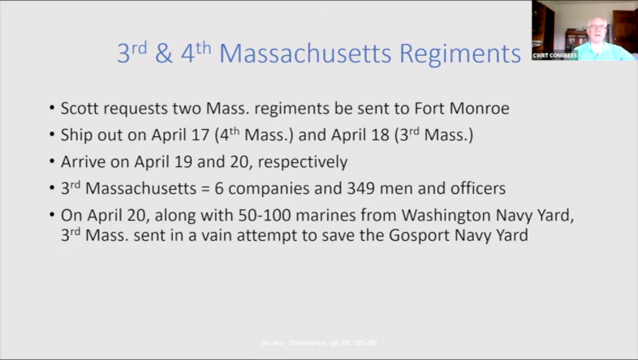 3rd & 4th Massachusetts Regiments
CWRT CONGRESS
• Scott requests two Mass. regiments be sent to Fort Monroe
• Ship out on April 17 (4th Mass.) and April 18 (3rd Mass.)
• Arrive on April 19 and 20, respectively
• 3rd Massachusetts = 6 companies and 349 men and officers
• On April 20, along with 50-100 marines from Washington Navy Yard,
3rd Mass. sent in a vain attempt to save the Gosport Navy Yard
Source: